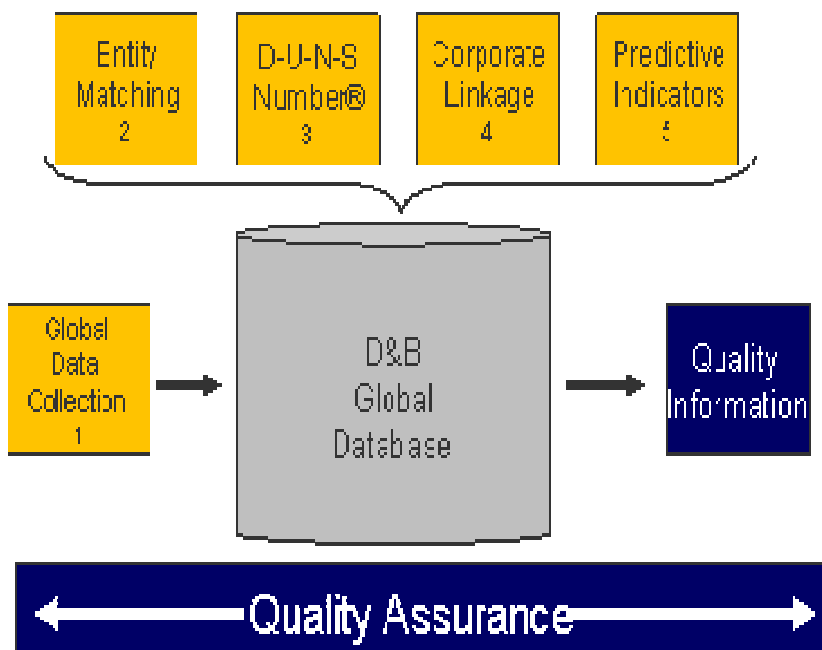 Entity
Matching
2
D-U-N-S
Number®
3
Corporate
Linkage
4
Predictive
Indicators
5
Global
Data
Collection
1
D&B
Global
Database
Quality
Information
Quality Assurance